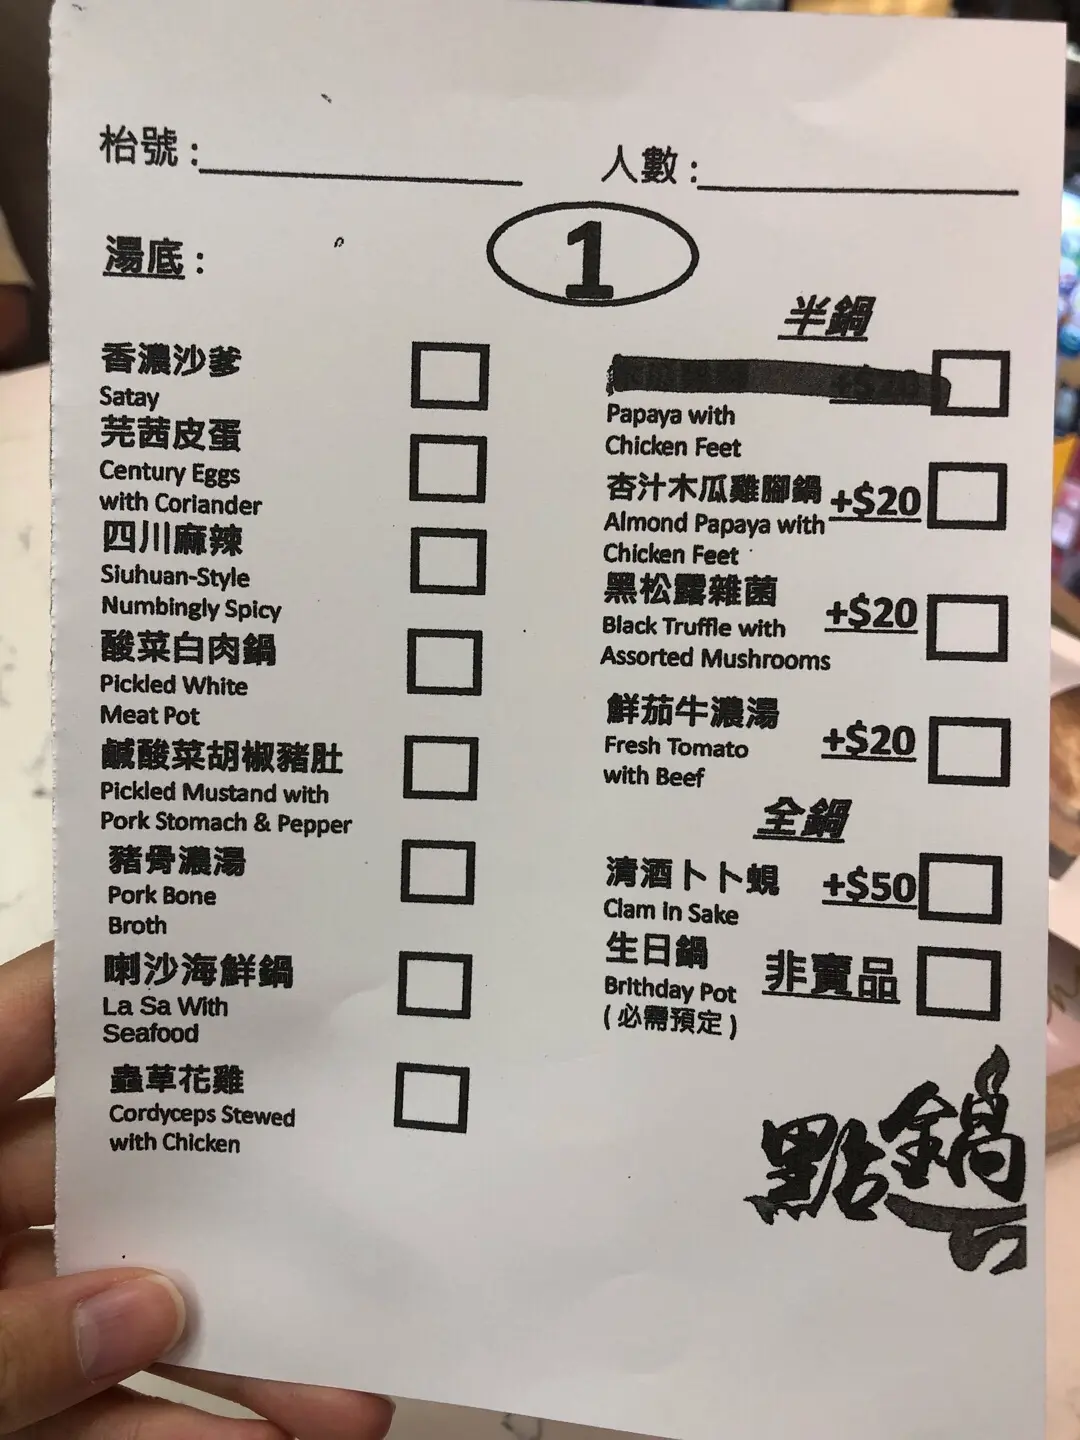 枱號：
人數：
1
湯底：
香濃沙爹
Satay
芫茜皮蛋
Century Eggs
with Coriander
四川麻辣
Siuhuan-Style
Numbingly Spicy
酸菜白肉鍋
Pickled White
Meat Pot
鹹酸菜胡椒豬肚
Pickled Mustand with
Pork Stomach & Pepper
豬骨濃湯
Pork Bone
Broth
喇沙海鮮鍋
La Sa With
Seafood
蟲草花雞
Cordyceps Stewed
with Chicken
半鍋
+$20
Papaya with
Chicken Feet
杏汁木瓜雞腳鍋 +$20
Almond Papaya with
Chicken Feet
黑松露雜菌 +$20
Black Truffle with
Assorted Mushrooms
鮮茄牛濃湯 +$20
Fresh Tomato
with Beef
全鍋
清酒卜卜蜆 +$50
Clam in Sake
生日鍋 非賣品
Brithday Pot
(必需預定)
點鍋